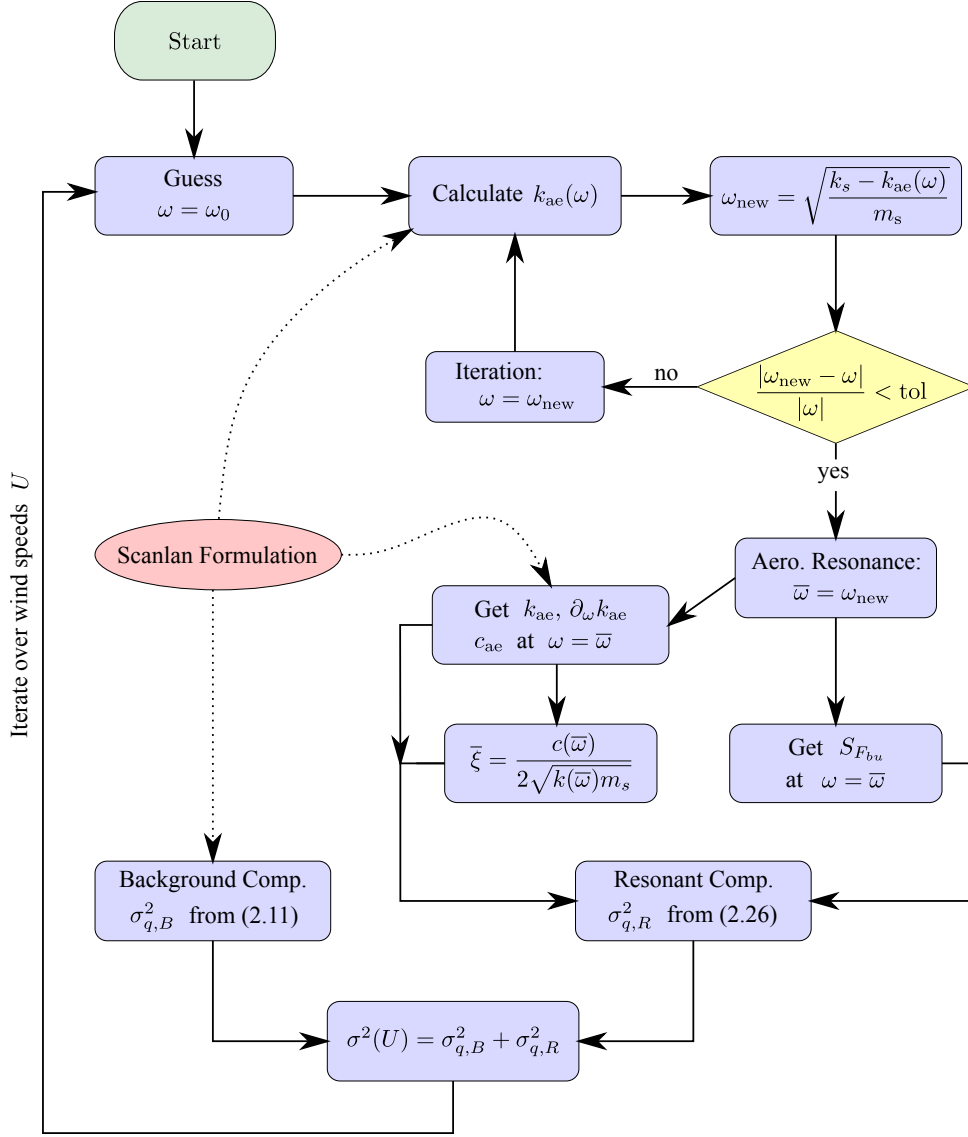 Start
Guess
ω = ω₀
Calculate k_ae(ω)
ω_new = √((k_s − k_ae(ω)) / m_s)
Iteration:
ω = ω_new
no
|ω_new − ω| / |ω| < tol
yes
Iterate over wind speeds U
Scanlan Formulation
Aero. Resonance:
ω̅ = ω_new
Get k_ae, ∂_ω k_ae
c_ae at ω = ω̅
ξ̅ = c(ω̅) / (2√(k(ω̅)m_s))
Get S_{F_{bu}}
at ω = ω̅
Background Comp.
σ²_{q,B} from (2.11)
Resonant Comp.
σ²_{q,R} from (2.26)
σ²(U) = σ²_{q,B} + σ²_{q,R}